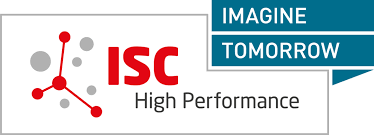 IMAGINE
TOMORROW
ISC
High Performance